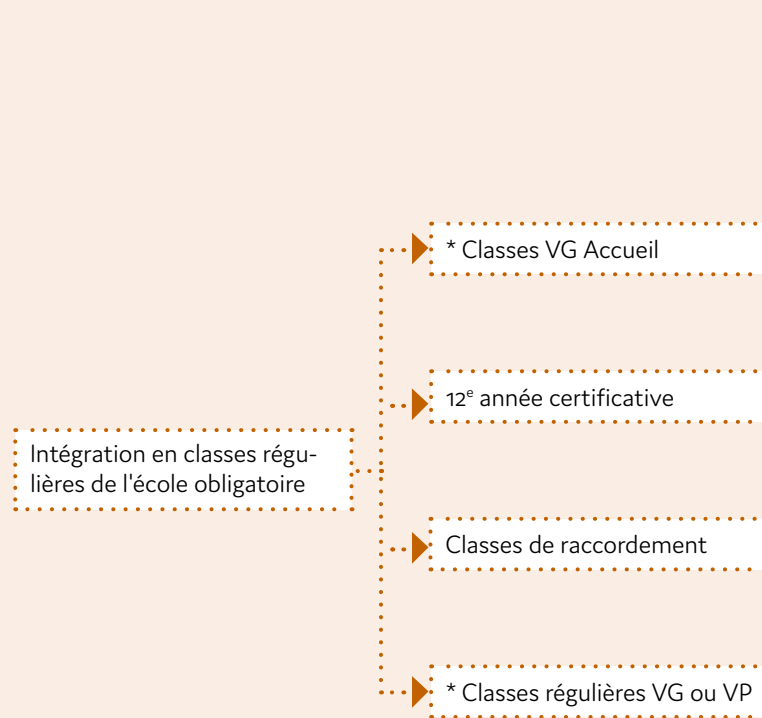 * Classes VG Accueil
12e année certificative
Intégration en classes régu-
lières de l'école obligatoire
Classes de raccordement
* Classes régulières VG ou VP